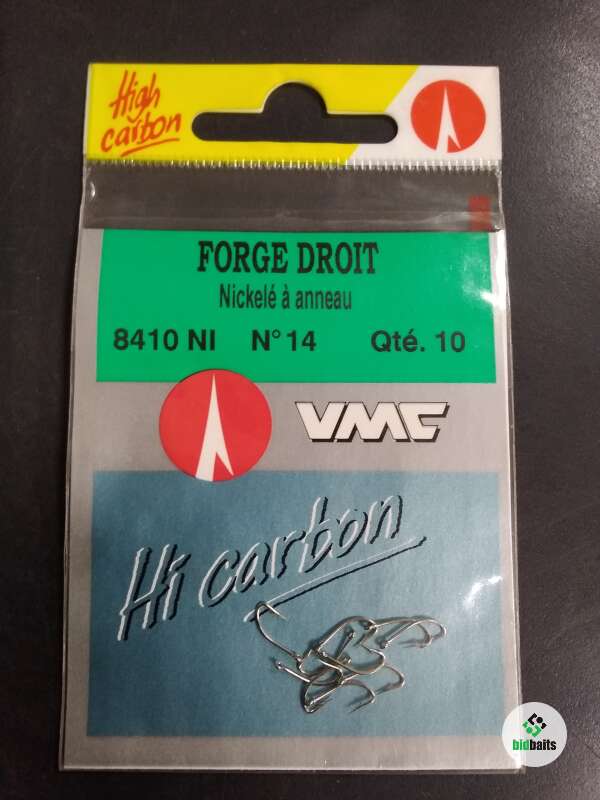 High
carbon
FORGE DROIT
Nickelé à anneau
8410 NI N° 14 Qté. 10
VMC
Hi carbon
bidbaits